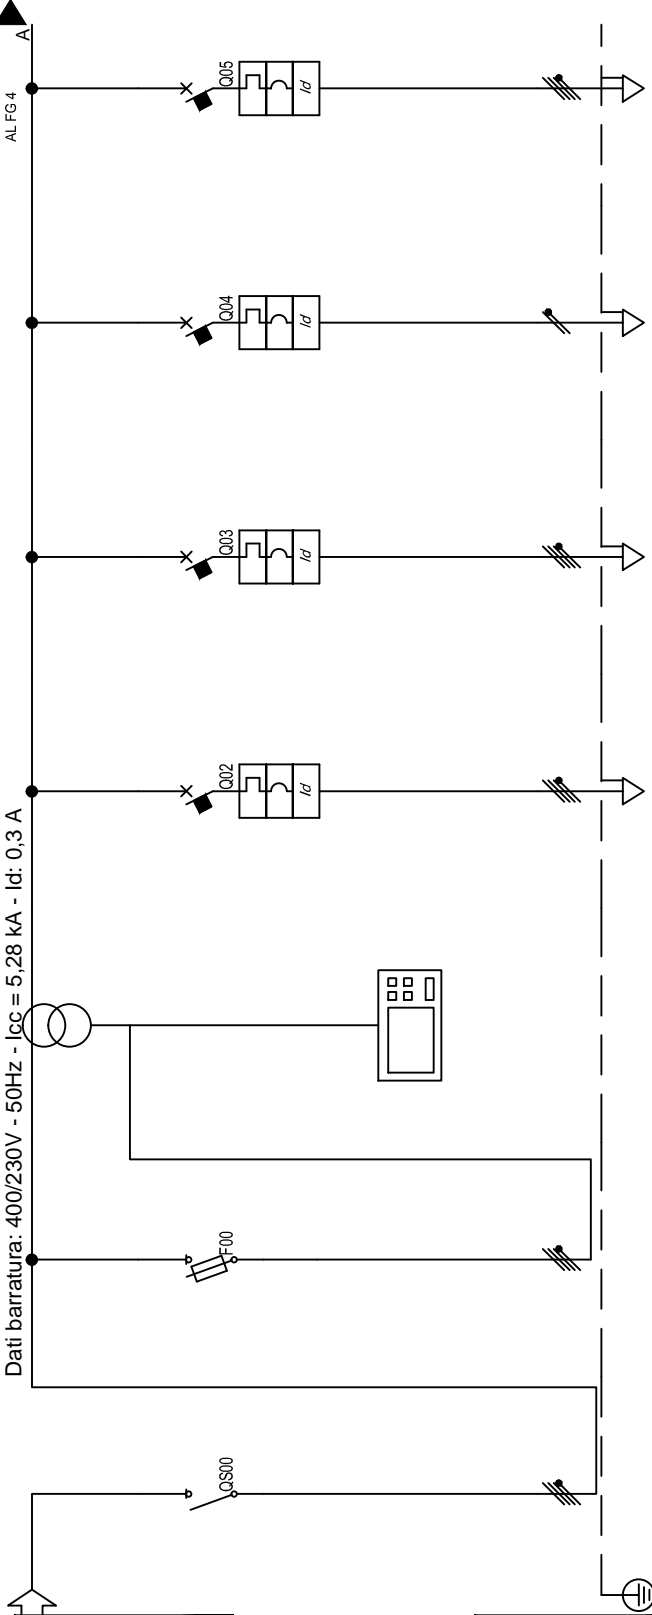 Dati barratura: 400/230V - 50Hz - Icc = 5,28 kA - Id: 0,3 A
A
AL FG 4
QS00
F00
Q02
Id
Q03
Id
Q04
Id
Q05
Id